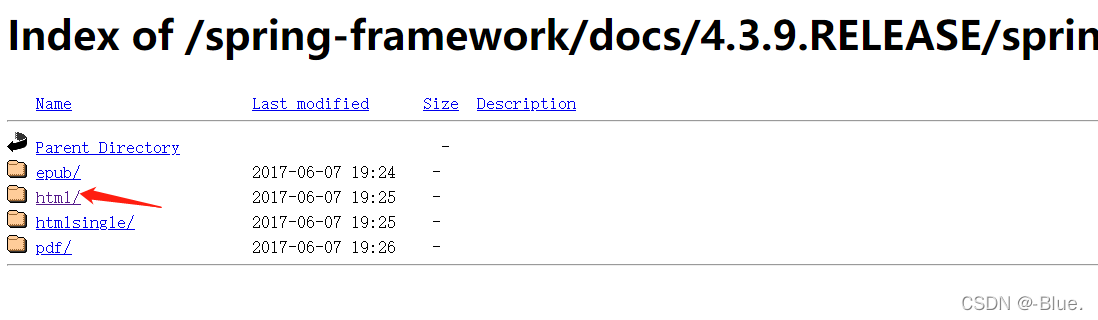 Index of /spring-framework/docs/4.3.9.RELEASE/sprin
Name Last modified Size Description
Parent Directory -
epub/ 2017-06-07 19:24 -
html/ 2017-06-07 19:25 -
htmlsingle/ 2017-06-07 19:25 -
pdf/ 2017-06-07 19:26 -
CSDN @-Blue.